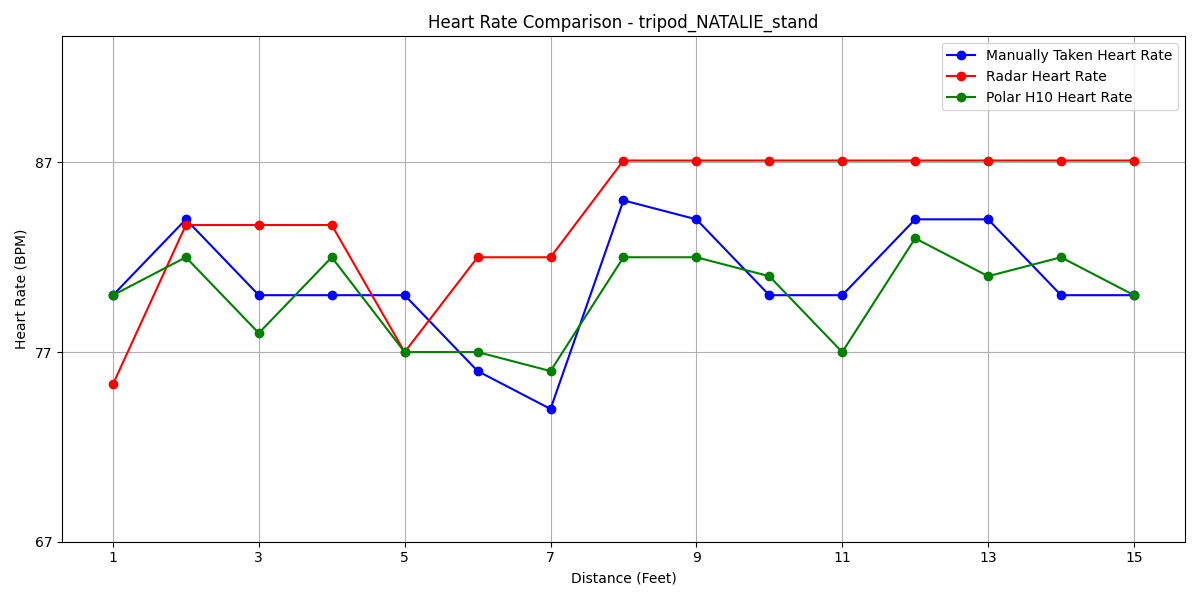 Heart Rate Comparison - tripod_NATALIE_stand
Manually Taken Heart Rate
Radar Heart Rate
Polar H10 Heart Rate
Heart Rate (BPM)
87
77
67
1 3 5 7 9 11 13 15
Distance (Feet)